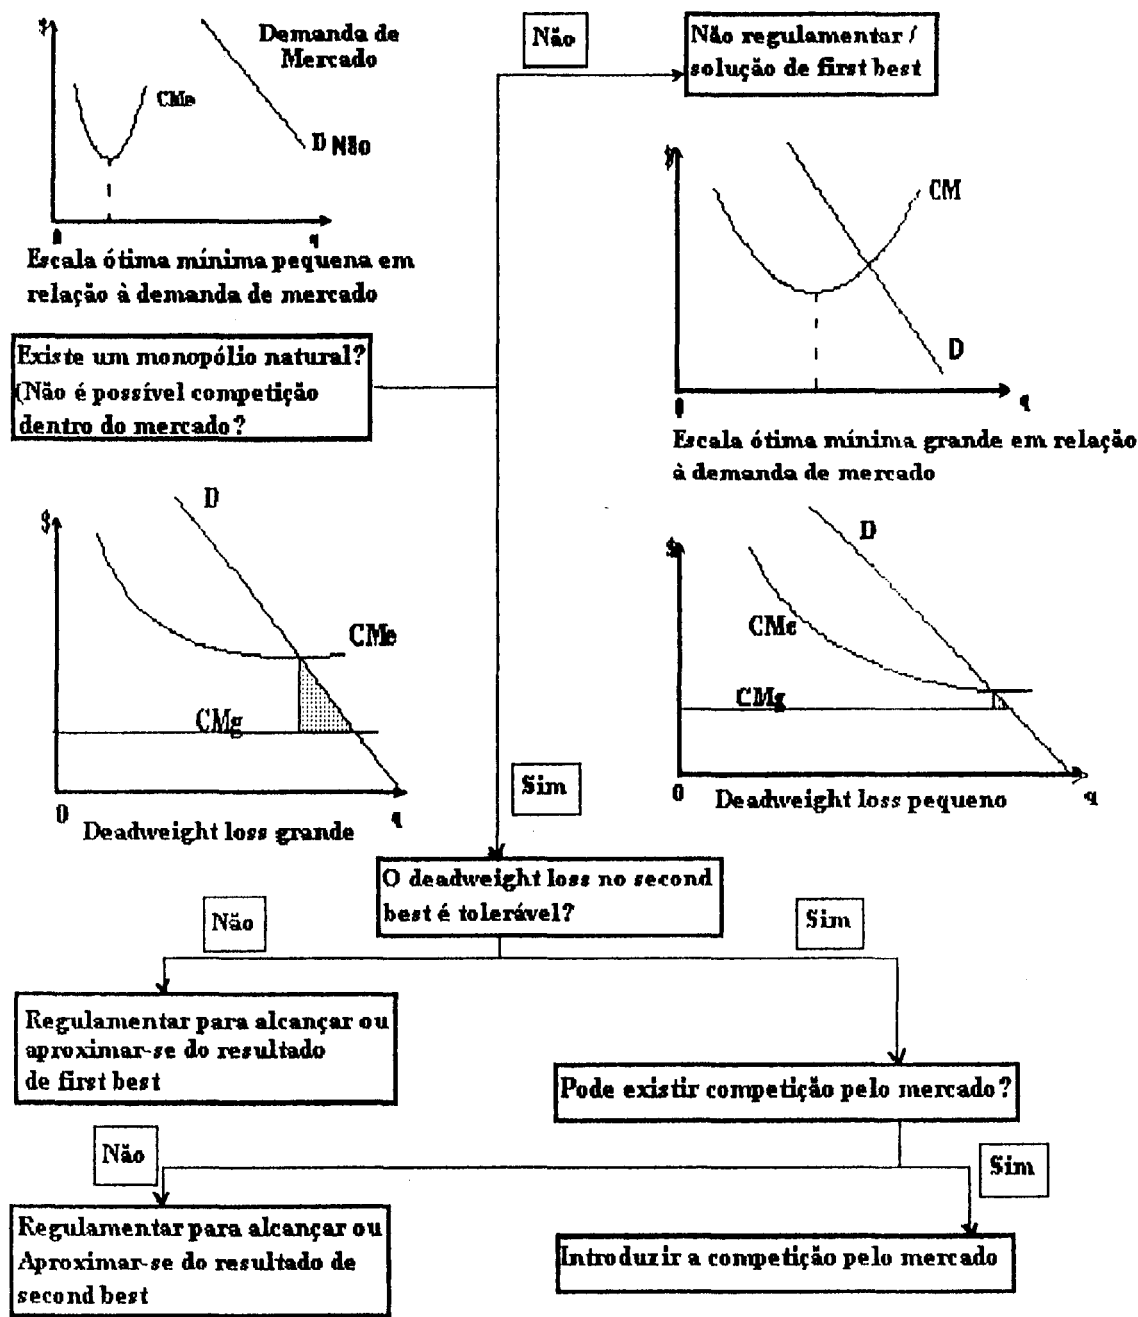 $
Demanda de
Mercado
CMe
D Não
0
q
Escala ótima mínima pequena em
relação à demanda de mercado
Não
Não regulamentar /
solução de first best
CM
D
0
q
Escala ótima mínima grande em relação
à demanda de mercado
Existe um monopólio natural?
(Não é possível competição
dentro do mercado?
$
D
CMe
CMg
0
q
Deadweight loss grande
Sim
$
D
CMe
CMg
0
q
Deadweight loss pequeno
O deadweight loss no second
best é tolerável?
Não
Sim
Regulamentar para alcançar ou
aproximar-se do resultado
de first best
Pode existir competição pelo mercado?
Não
Sim
Regulamentar para alcançar ou
Aproximar-se do resultado de
second best
Introduzir a competição pelo mercado